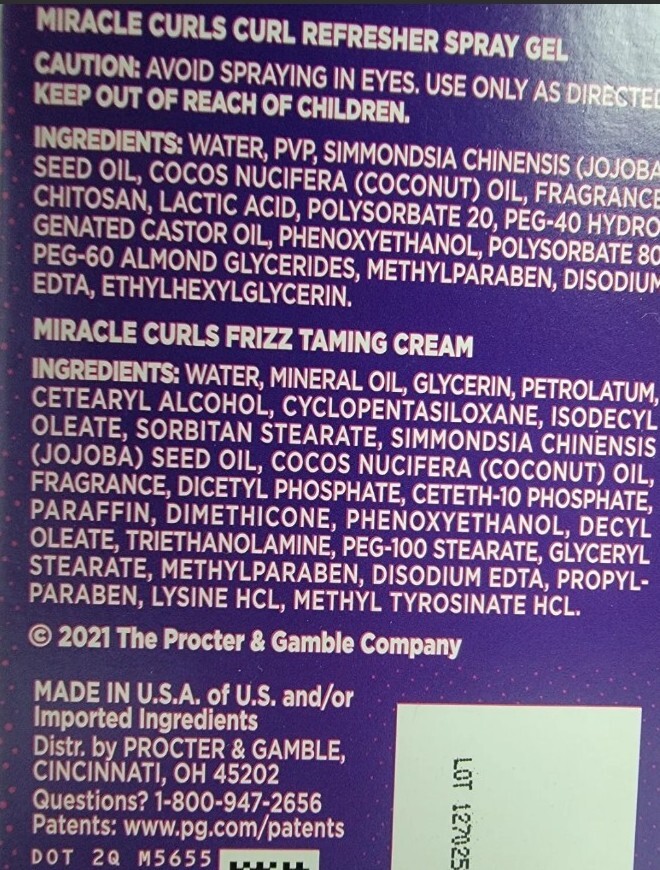 MIRACLE CURLS CURL REFRESHER SPRAY GEL
CAUTION: AVOID SPRAYING IN EYES. USE ONLY AS DIRECTED
KEEP OUT OF REACH OF CHILDREN.
INGREDIENTS: WATER, PVP, SIMMONDSIA CHINENSIS (JOJOBA
SEED OIL, COCOS NUCIFERA (COCONUT) OIL, FRAGRANCE
CHITOSAN, LACTIC ACID, POLYSORBATE 20, PEG-40 HYDRO
GENATED CASTOR OIL, PHENOXYETHANOL, POLYSORBATE 80
PEG-60 ALMOND GLYCERIDES, METHYLPARABEN, DISODIUM
EDTA, ETHYLHEXYLGLYCERIN.
MIRACLE CURLS FRIZZ TAMING CREAM
INGREDIENTS: WATER, MINERAL OIL, GLYCERIN, PETROLATUM,
CETEARYL ALCOHOL, CYCLOPENTASILOXANE, ISODECYL
OLEATE, SORBITAN STEARATE, SIMMONDSIA CHINENSIS
(JOJOBA) SEED OIL, COCOS NUCIFERA (COCONUT) OIL,
FRAGRANCE, DICETYL PHOSPHATE, CETETH-10 PHOSPHATE,
PARAFFIN, DIMETHICONE, PHENOXYETHANOL, DECYL
OLEATE, TRIETHANOLAMINE, PEG-100 STEARATE, GLYCERYL
STEARATE, METHYLPARABEN, DISODIUM EDTA, PROPYL-
PARABEN, LYSINE HCL, METHYL TYROSINATE HCL.
© 2021 The Procter & Gamble Company
MADE IN U.S.A. of U.S. and/or
Imported Ingredients
Distr. by PROCTER & GAMBLE,
CINCINNATI, OH 45202
Questions? 1-800-947-2656
Patents: www.pg.com/patents
DOT 2Q M5655
LOT 127025